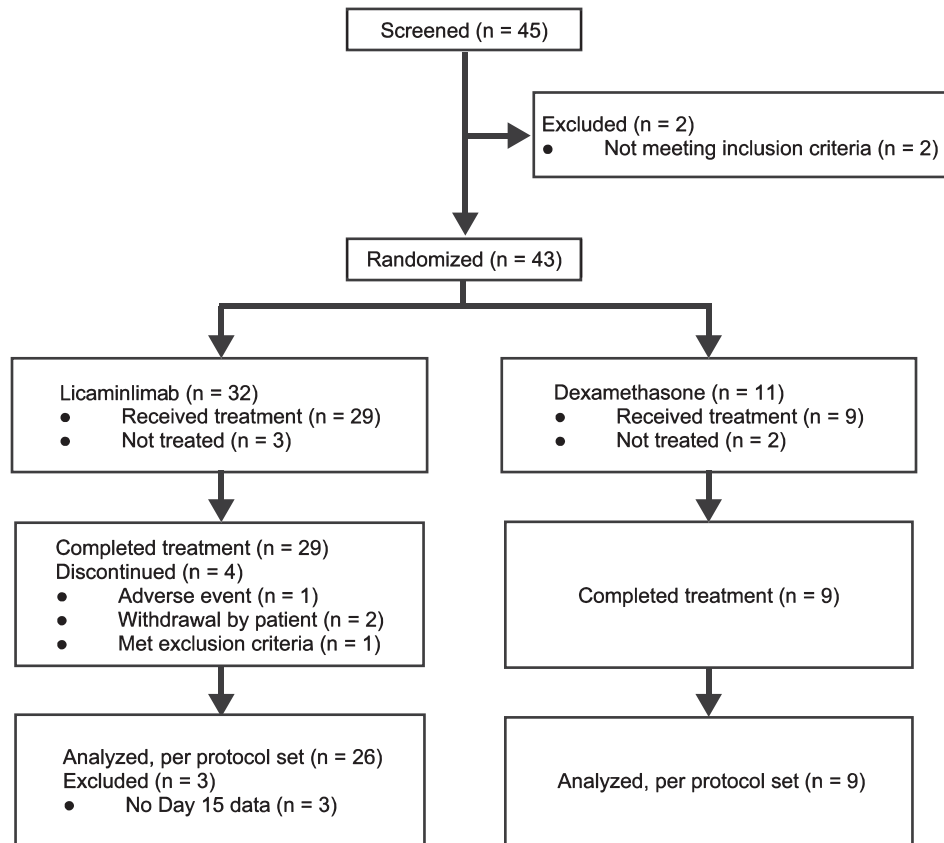 Screened (n = 45)
Excluded (n = 2)
● Not meeting inclusion criteria (n = 2)
Randomized (n = 43)
Licaminlimab (n = 32)
● Received treatment (n = 29)
● Not treated (n = 3)
Dexamethasone (n = 11)
● Received treatment (n = 9)
● Not treated (n = 2)
Completed treatment (n = 29)
Discontinued (n = 4)
● Adverse event (n = 1)
● Withdrawal by patient (n = 2)
● Met exclusion criteria (n = 1)
Completed treatment (n = 9)
Analyzed, per protocol set (n = 26)
Excluded (n = 3)
● No Day 15 data (n = 3)
Analyzed, per protocol set (n = 9)